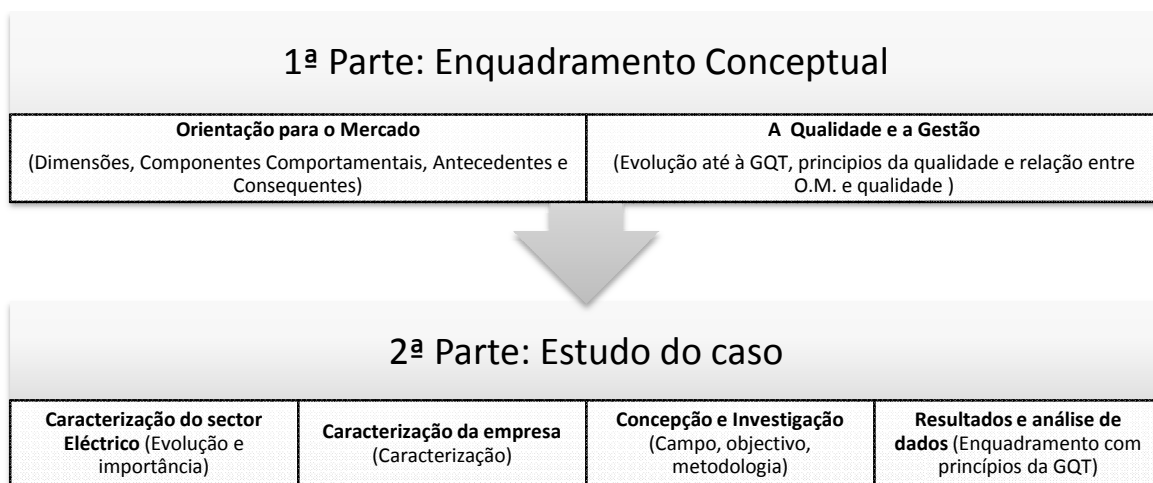 1ª Parte: Enquadramento Conceptual
Orientação para o Mercado
(Dimensões, Componentes Comportamentais, Antecedentes e
Consequentes)
A Qualidade e a Gestão
(Evolução até à GQT, principios da qualidade e relação entre
O.M. e qualidade )
2ª Parte: Estudo do caso
Caracterização do sector
Eléctrico (Evolução e
importância)
Caracterização da empresa
(Caracterização)
Concepção e Investigação
(Campo, objectivo,
metodologia)
Resultados e análise de
dados (Enquadramento com
princípios da GQT)